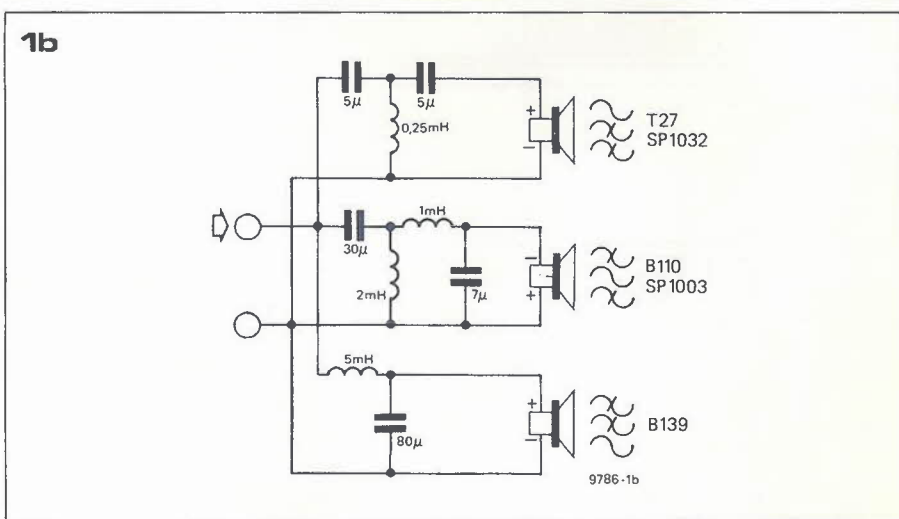 1b
5μ
5μ
0,25mH
+
−
T27
SP1032
1mH
30μ
2mH
7μ
−
+
B110
SP1003
5mH
80μ
+
−
B139
9786-1b